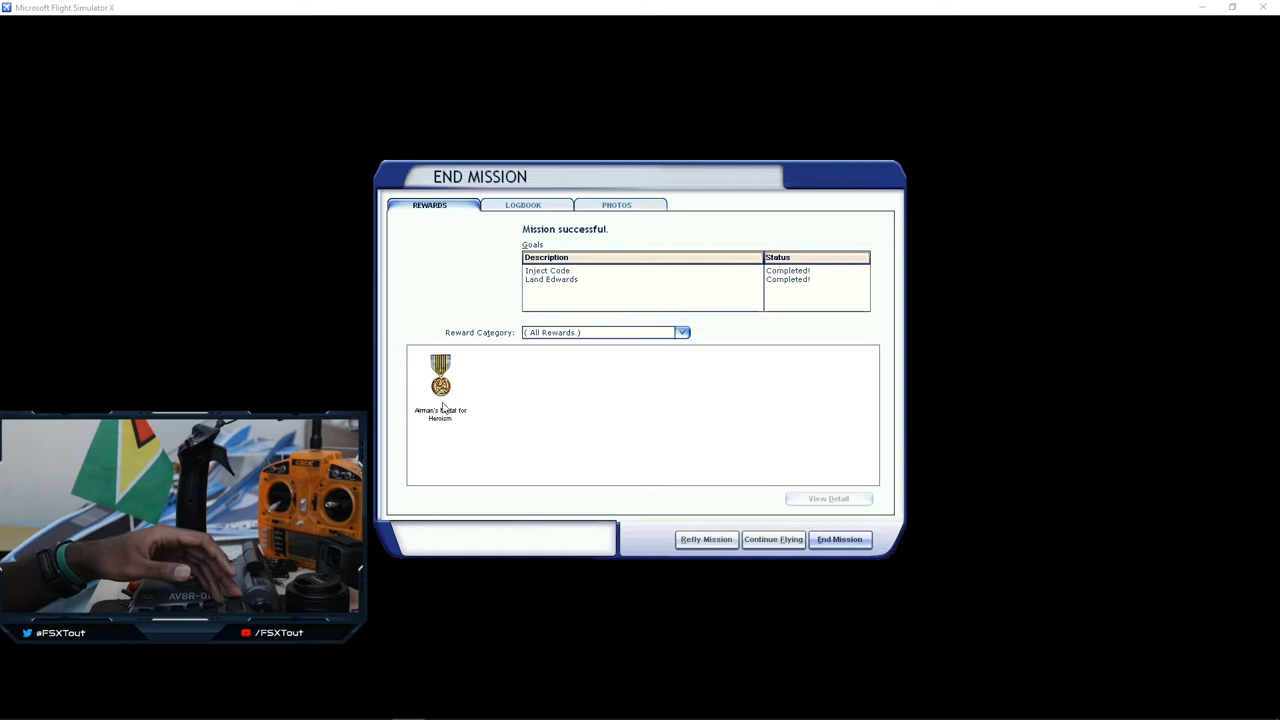 Microsoft Flight Simulator X
END MISSION
REWARDS
LOGBOOK
PHOTOS
Mission successful.
Goals
Description Status
Inject Code Completed!
Land Edwards Completed!
Reward Category: ( All Rewards )
Airman's Medal for
Heroism
View Detail
Refly Mission
Continue Flying
End Mission
@FSXTout
/FSXTout